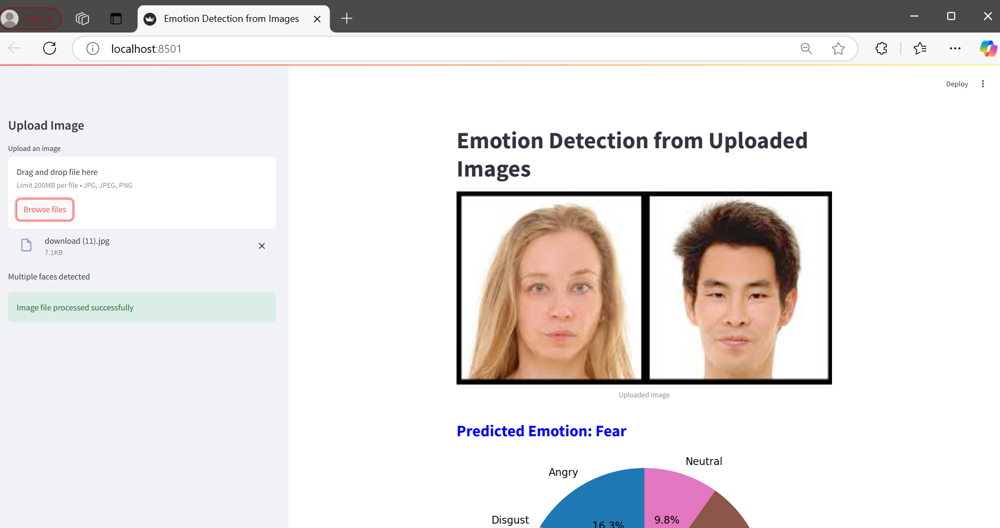 Sign in
Emotion Detection from Images
localhost:8501
Deploy
Upload Image
Upload an image
Drag and drop file here
Limit 200MB per file • JPG, JPEG, PNG
Browse files
download (11).jpg
7.1KB
Multiple faces detected
Image file processed successfully
Emotion Detection from Uploaded
Images
Uploaded Image
Predicted Emotion: Fear
Neutral
Angry
Disgust
16.3%
9.8%